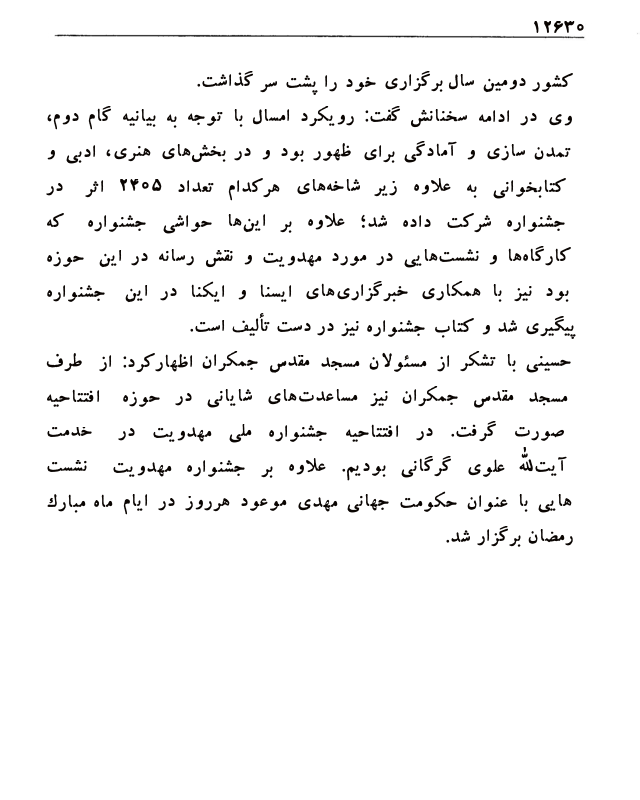 ۱۲۶۳۰
کشور دومین سال برگزاری خود را پشت سر گذاشت.
وی در ادامه سخنانش گفت: رویکرد امسال با توجه به بیانیه گام دوم،
تمدن سازی و آمادگی برای ظهور بود و در بخش‌های هنری، ادبی و
کتابخوانی به علاوه زیر شاخه‌های هرکدام تعداد ۲۴۰۵ اثر در
جشنواره شرکت داده شد؛ علاوه بر این‌ها حواشی جشنواره که
کارگاه‌ها و نشست‌هایی در مورد مهدویت و نقش رسانه در این حوزه
بود نیز با همکاری خبرگزاری‌های ایسنا و ایکنا در این جشنواره
پیگیری شد و کتاب جشنواره نیز در دست تألیف است.
حسینی با تشکر از مسئولان مسجد مقدس جمکران اظهارکرد: از طرف
مسجد مقدس جمکران نیز مساعدت‌های شایانی در حوزه افتتاحیه
صورت گرفت. در افتتاحیه جشنواره ملی مهدویت در خدمت
آیت‌الله علوی گرگانی بودیم. علاوه بر جشنواره مهدویت نشست
هایی با عنوان حکومت جهانی مهدی موعود هرروز در ایام ماه مبارك
رمضان برگزار شد.